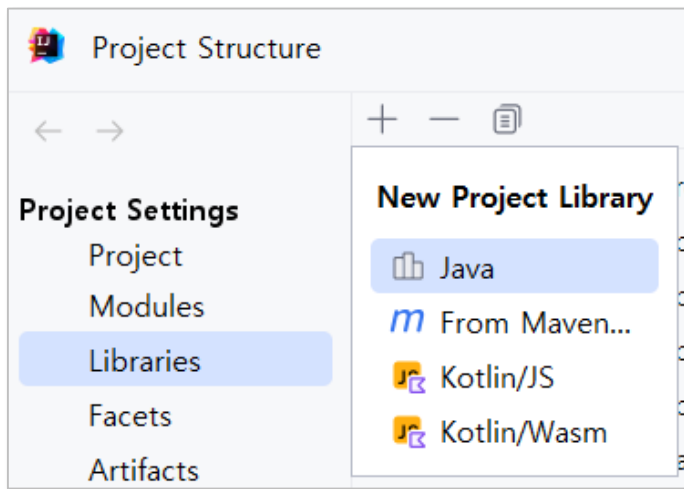 Project Structure
Project Settings
Project
Modules
Libraries
Facets
Artifacts
New Project Library
Java
From Maven...
Kotlin/JS
Kotlin/Wasm